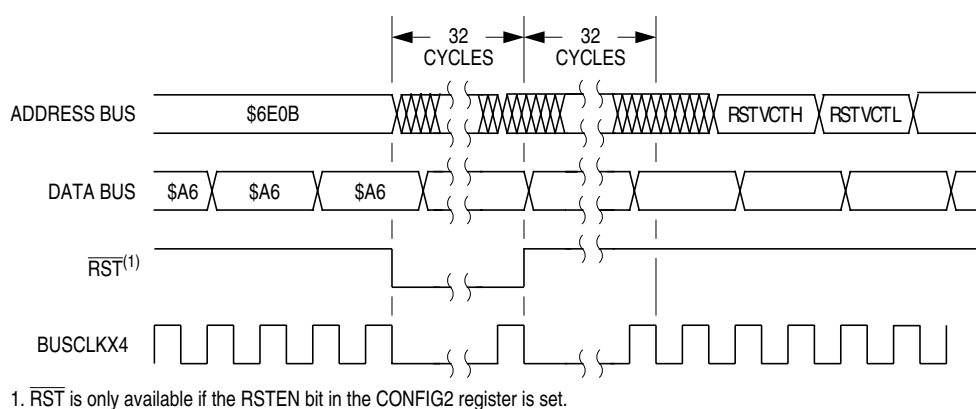 32 CYCLES
32 CYCLES
ADDRESS BUS $6E0B RSTVCTH RSTVCTL
DATA BUS $A6 $A6 $A6
RST(1)
BUSCLKX4
1. RST is only available if the RSTEN bit in the CONFIG2 register is set.